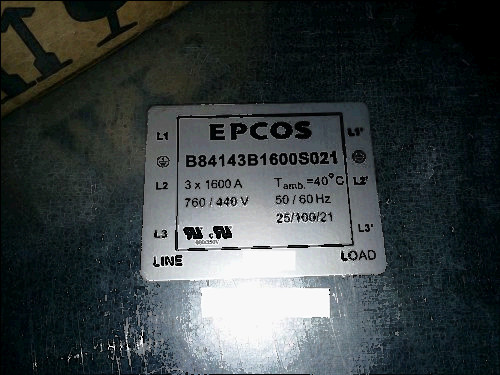 EPCOS
L1 L1'
B84143B1600S021
L2 3 x 1600 A Tamb.=40°C L2'
760 / 440 V 50 / 60 Hz
25/100/21
L3 L3'
LINE LOAD